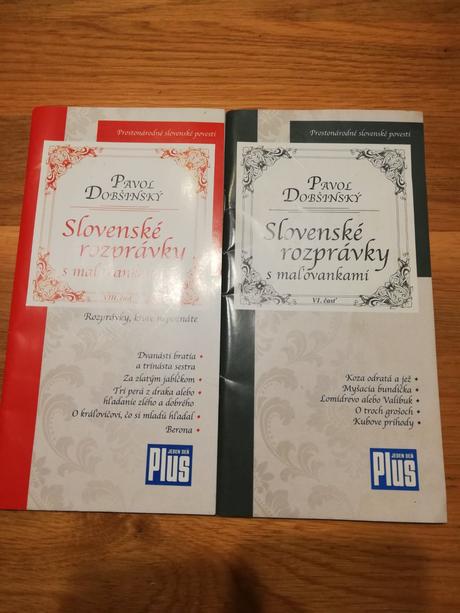 Prostonárodné slovenské povesti
PAVOL
DOBŠINSKÝ
Slovenské
rozprávky
s maľovankami
VIII. časť
Rozprávky, ktoré nepoznáte
Dvanásti bratia •
a trinásta sestra
Za zlatým jabĺčkom •
Tri perá z draka alebo •
hľadanie zlého a dobrého
O kráľovičovi, čo si mladú hľadal •
Berona •
JEDEN DEŇ
Plus
Prostonárodné slovenské povesti
PAVOL
DOBŠINSKÝ
Slovenské
rozprávky
s maľovankami
VI. časť
Koza odratá a jež •
Myšacia bundička •
Lomidrevo alebo Valibuk •
O troch grošoch •
Kubove príhody •
JEDEN DEŇ
Plus